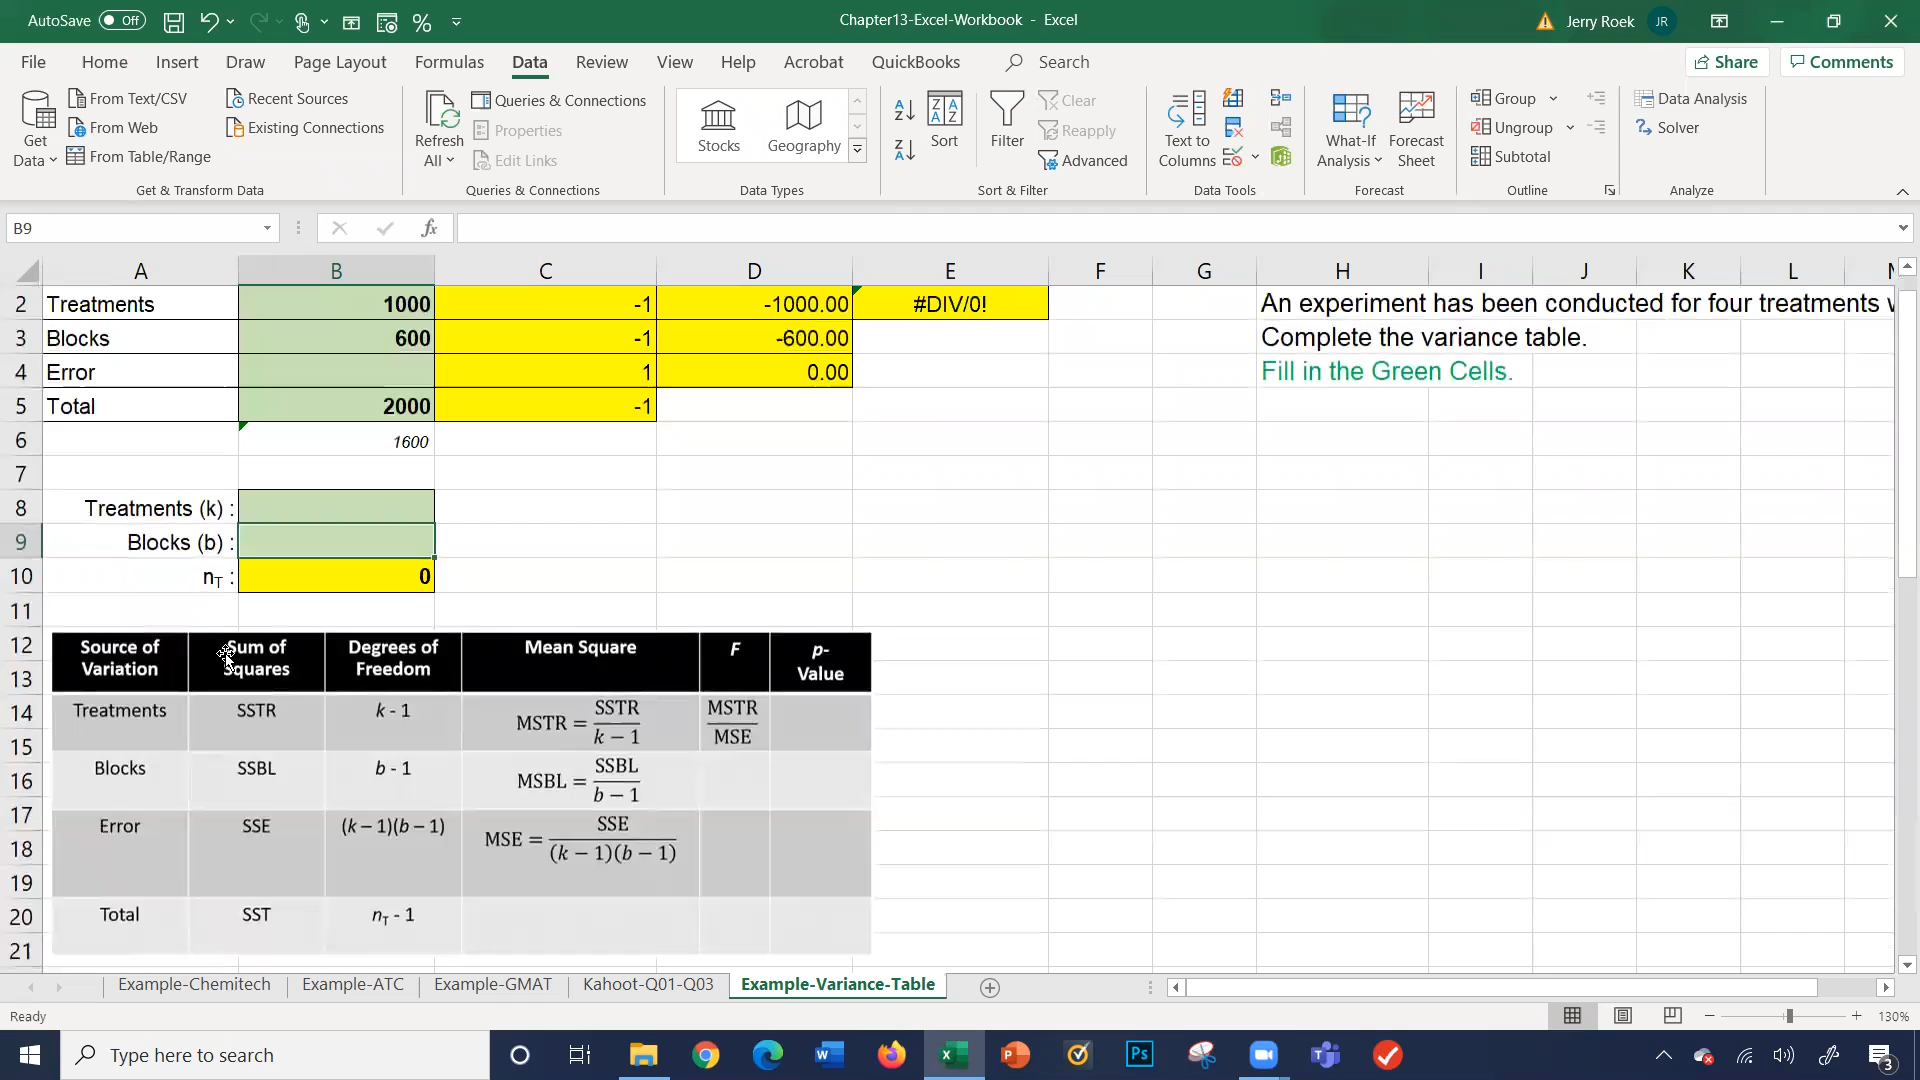 AutoSave Off
Chapter13-Excel-Workbook - Excel
Jerry Roek JR
File Home Insert Draw Page Layout Formulas Data Review View Help Acrobat QuickBooks Search Share Comments
Get Data
From Text/CSV
From Web
From Table/Range
Recent Sources
Existing Connections
Get & Transform Data
Refresh All
Queries & Connections
Properties
Edit Links
Queries & Connections
Stocks
Geography
Data Types
A Z
Z A
Sort
Filter
Clear
Reapply
Advanced
Sort & Filter
Text to Columns
Data Tools
What-If Analysis
Forecast Sheet
Forecast
Group
Ungroup
Subtotal
Outline
Data Analysis
Solver
Analyze
B9
fx
A B C D E F G H I J K L
2 Treatments 1000 -1 -1000.00 #DIV/0! An experiment has been conducted for four treatments
3 Blocks 600 -1 -600.00 Complete the variance table.
4 Error 1 0.00 Fill in the Green Cells.
5 Total 2000 -1
6 1600
7
8 Treatments (k) :
9 Blocks (b) :
10 nT : 0
11
12
13
14
15
16
17
18
19
20
21
Source of Variation
Sum of Squares
Degrees of Freedom
Mean Square
F
p-Value
Treatments SSTR k - 1 MSTR = SSTR / k − 1 MSTR / MSE
Blocks SSBL b - 1 MSBL = SSBL / b − 1
Error SSE (k – 1)(b – 1) MSE = SSE / (k − 1)(b − 1)
Total SST nT - 1
Example-Chemitech Example-ATC Example-GMAT Kahoot-Q01-Q03 Example-Variance-Table
Ready
130%
Type here to search
Ps
3